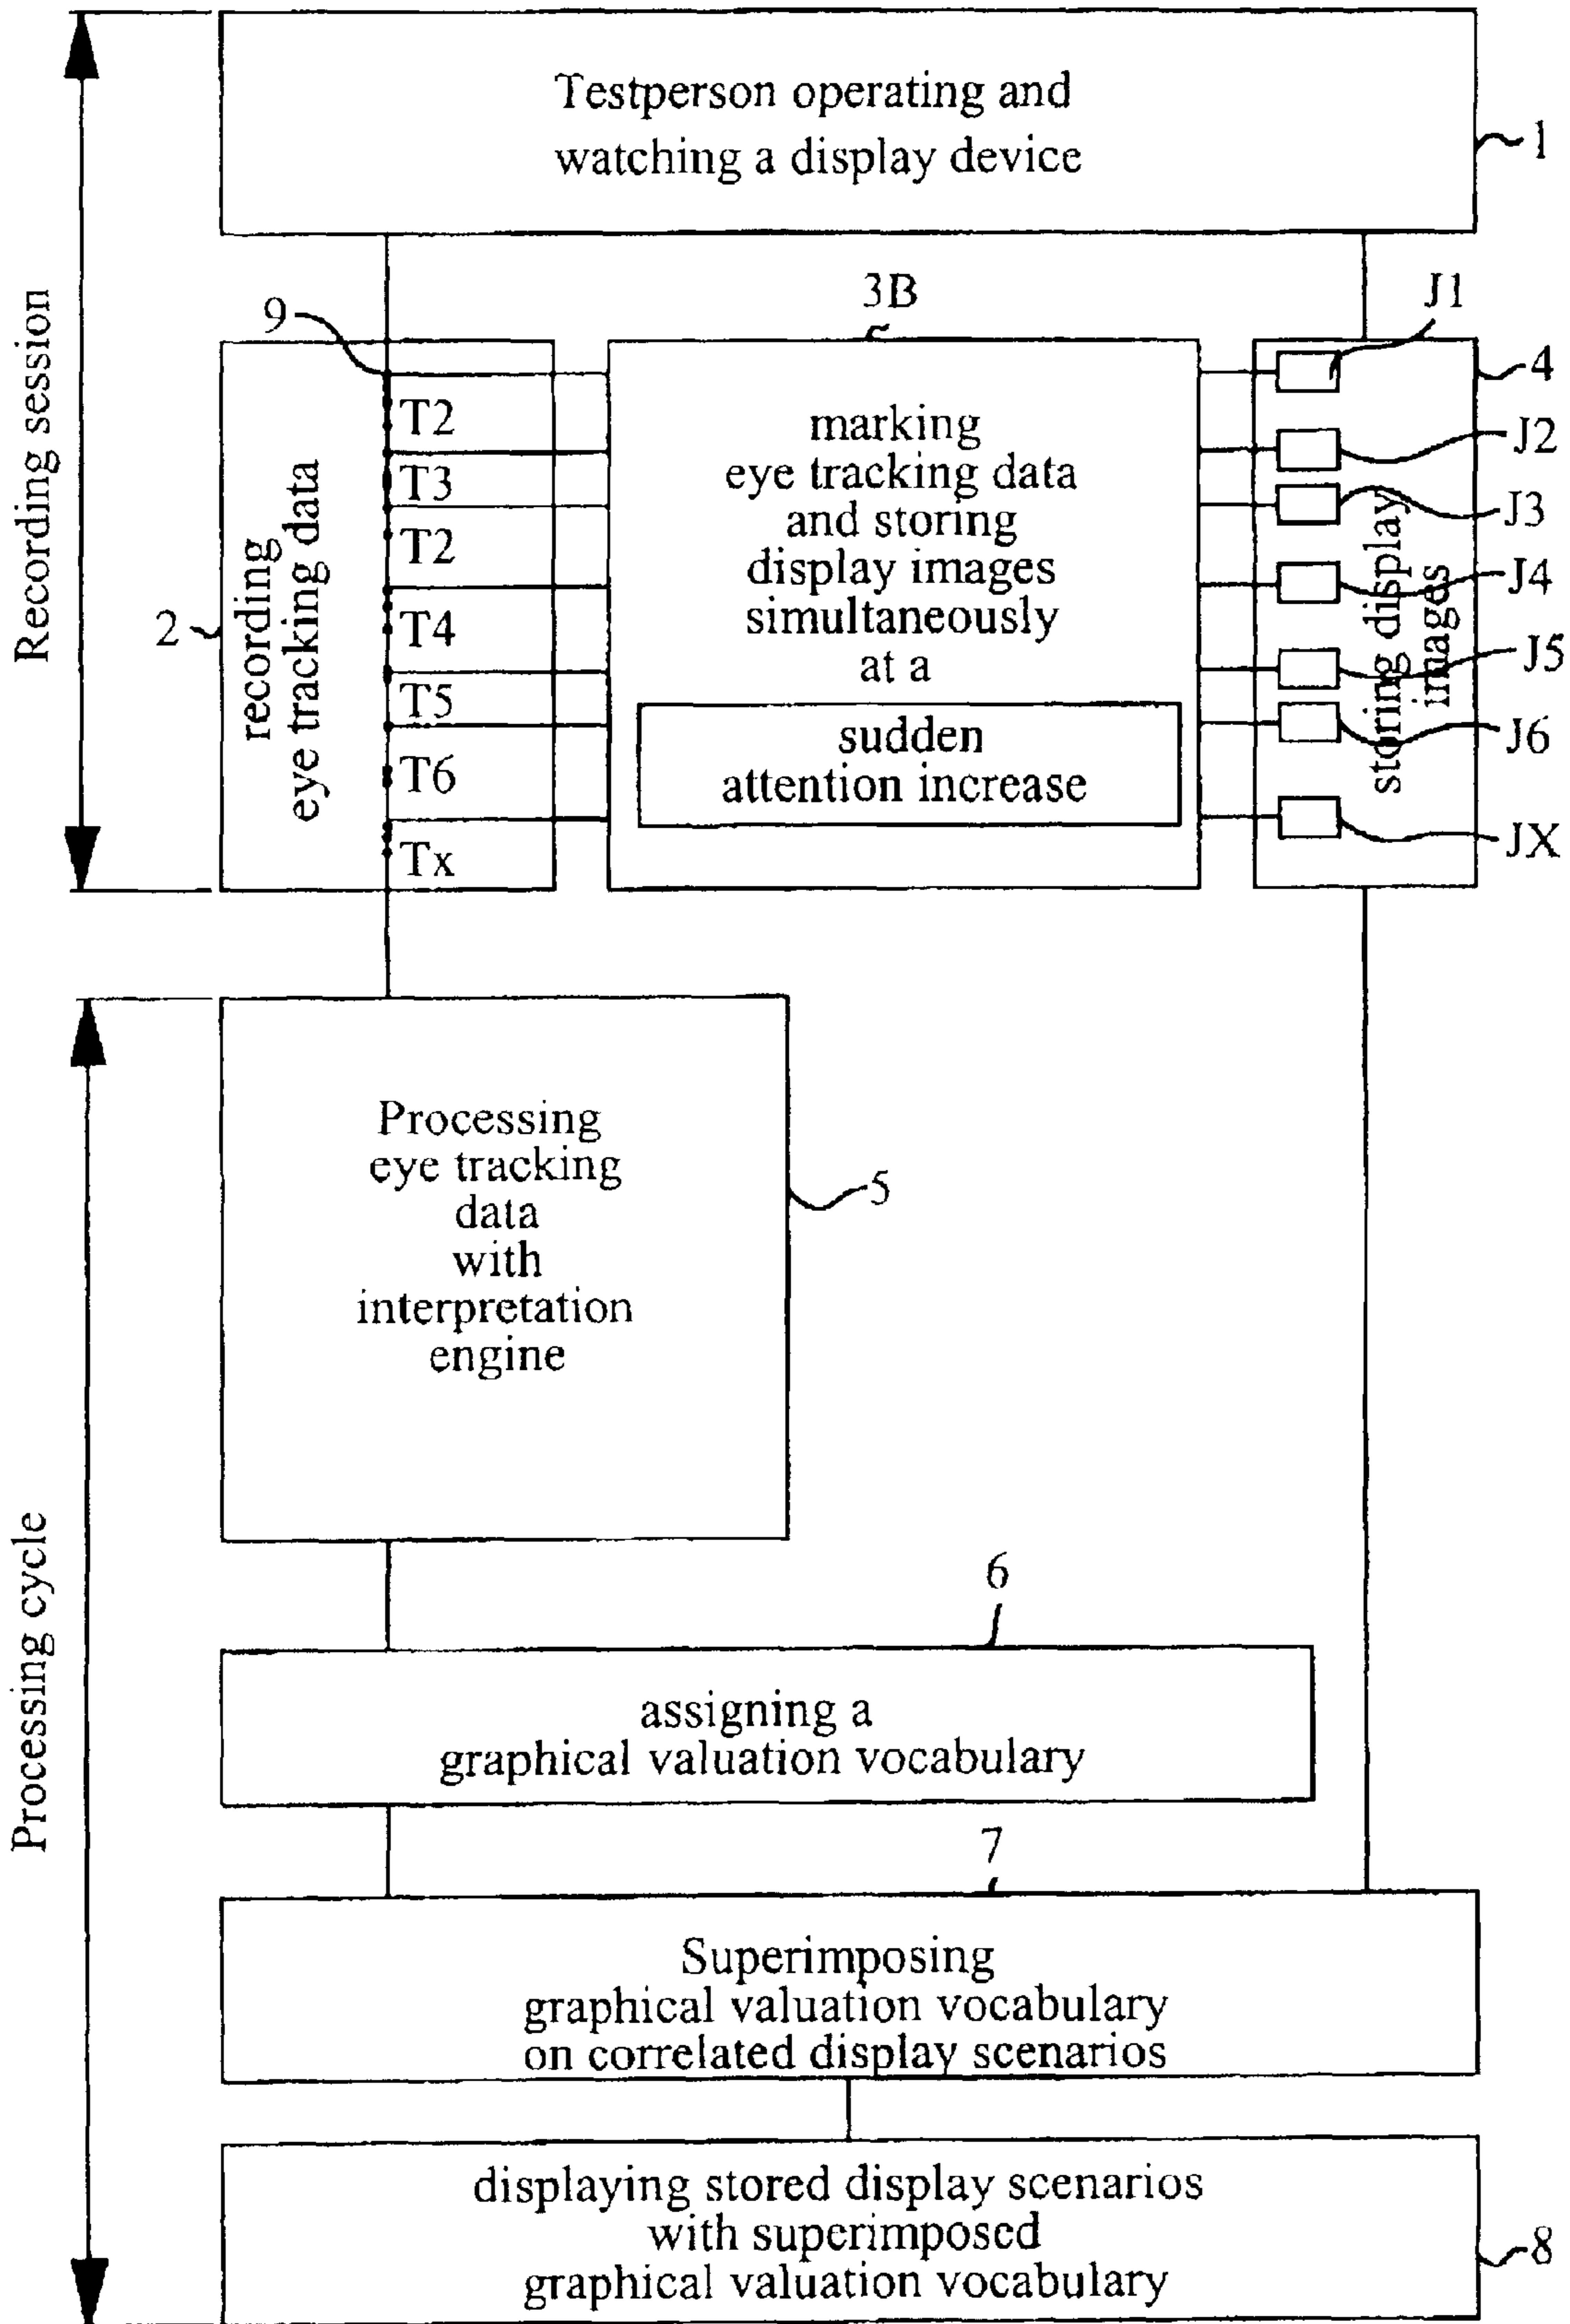 Testperson operating and
watching a display device
1
Recording session
3B
J1
9
4
T2
T3
T2
T4
T5
T6
Tx
2
recording
eye tracking data
marking
eye tracking data
and storing
display images
simultaneously
at a
sudden
attention increase
storing display
images
J2
J3
J4
J5
J6
JX
Processing cycle
Processing
eye tracking
data
with
interpretation
engine
5
6
assigning a
graphical valuation vocabulary
7
Superimposing
graphical valuation vocabulary
on correlated display scenarios
displaying stored display scenarios
with superimposed
graphical valuation vocabulary
8